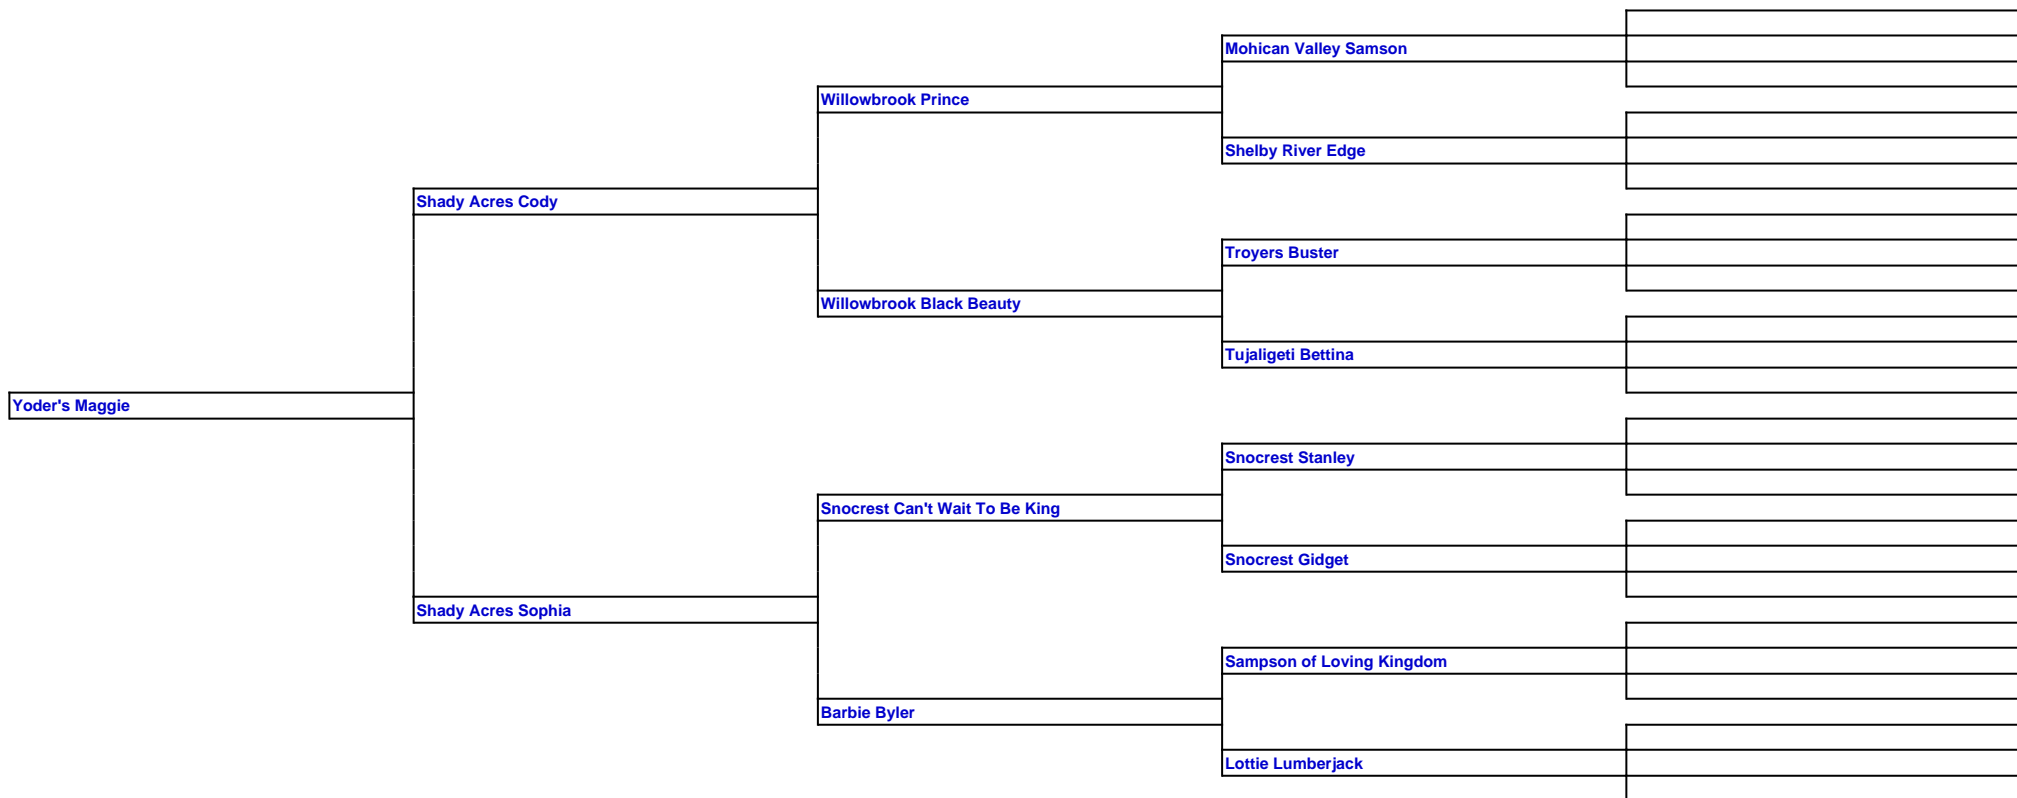 Mohican Valley Samson
Willowbrook Prince
Shelby River Edge
Shady Acres Cody
Troyers Buster
Willowbrook Black Beauty
Tujaligeti Bettina
Yoder's Maggie
Snocrest Stanley
Snocrest Can't Wait To Be King
Snocrest Gidget
Shady Acres Sophia
Sampson of Loving Kingdom
Barbie Byler
Lottie Lumberjack